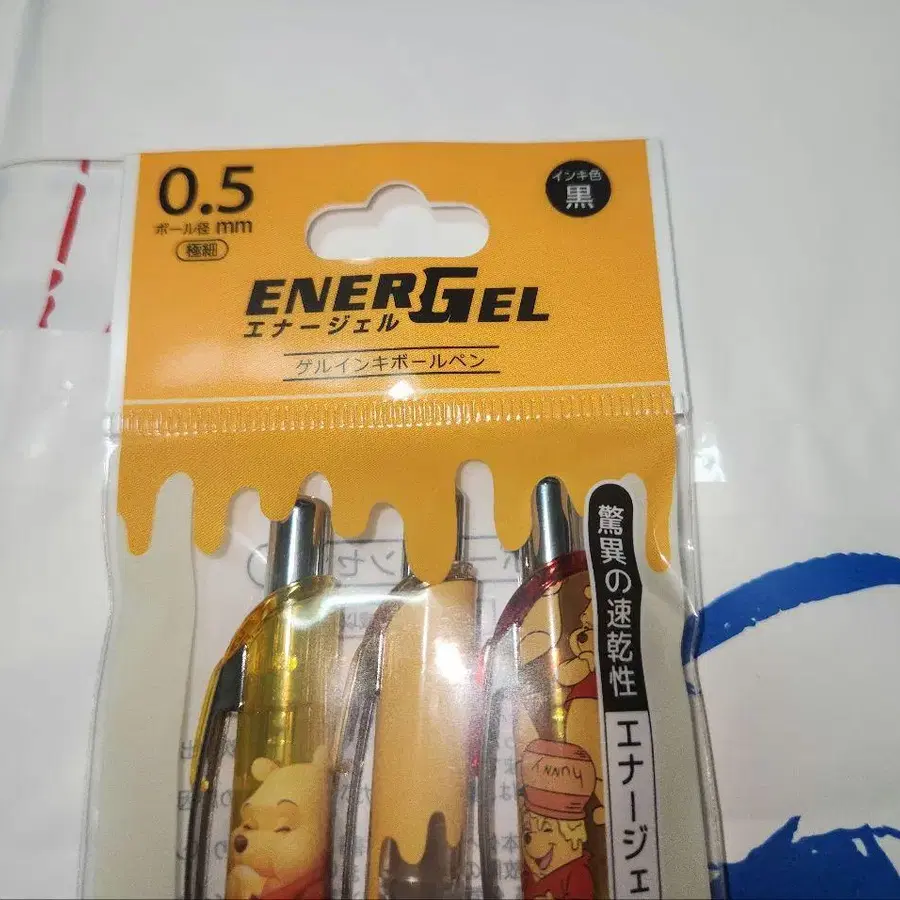 0.5
ボール径 mm
極細
インキ色
黒
ENERGEL
エナージェル
ゲルインキボールペン
驚異の速乾性
エナージェ
HUNNY